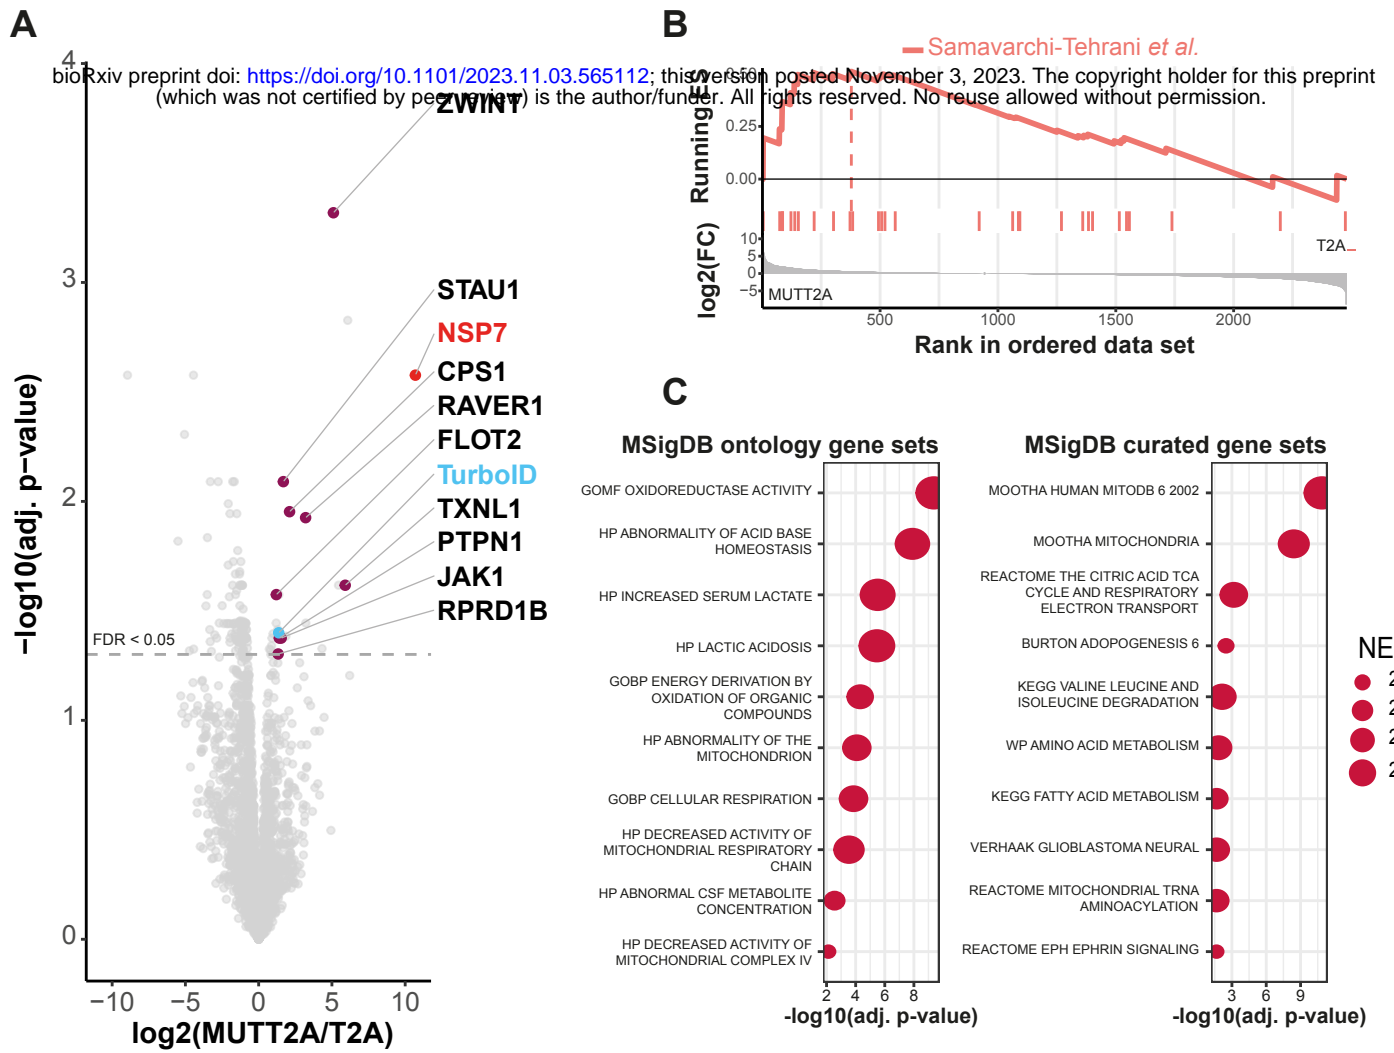 A
B
Samavarchi-Tehrani et al.
bioRxiv preprint doi: https://doi.org/10.1101/2023.11.03.565112; this version posted November 3, 2023. The copyright holder for this preprint
(which was not certified by peer review) is the author/funder. All rights reserved. No reuse allowed without permission.
4
3
2
1
0
−log10(adj. p−value)
ZWINT
STAU1
NSP7
CPS1
RAVER1
FLOT2
TurboID
TXNL1
PTPN1
JAK1
RPRD1B
FDR < 0.05
−10 −5 0 5 10
log2(MUTT2A/T2A)
Running ES
0.50
0.25
0.00
log2(FC)
10
5
0
−5
T2A
MUTT2A
500 1000 1500 2000
Rank in ordered data set
C
MSigDB ontology gene sets
GOMF OXIDOREDUCTASE ACTIVITY
HP ABNORMALITY OF ACID BASE
HOMEOSTASIS
HP INCREASED SERUM LACTATE
HP LACTIC ACIDOSIS
GOBP ENERGY DERIVATION BY
OXIDATION OF ORGANIC
COMPOUNDS
HP ABNORMALITY OF THE
MITOCHONDRION
GOBP CELLULAR RESPIRATION
HP DECREASED ACTIVITY OF
MITOCHONDRIAL RESPIRATORY
CHAIN
HP ABNORMAL CSF METABOLITE
CONCENTRATION
HP DECREASED ACTIVITY OF
MITOCHONDRIAL COMPLEX IV
2 4 6 8
-log10(adj. p-value)
MSigDB curated gene sets
MOOTHA HUMAN MITODB 6 2002
MOOTHA MITOCHONDRIA
REACTOME THE CITRIC ACID TCA
CYCLE AND RESPIRATORY
ELECTRON TRANSPORT
BURTON ADOPOGENESIS 6
KEGG VALINE LEUCINE AND
ISOLEUCINE DEGRADATION
WP AMINO ACID METABOLISM
KEGG FATTY ACID METABOLISM
VERHAAK GLIOBLASTOMA NEURAL
REACTOME MITOCHONDRIAL TRNA
AMINOACYLATION
REACTOME EPH EPHRIN SIGNALING
3 6 9
-log10(adj. p-value)
NE
2
2
2
2